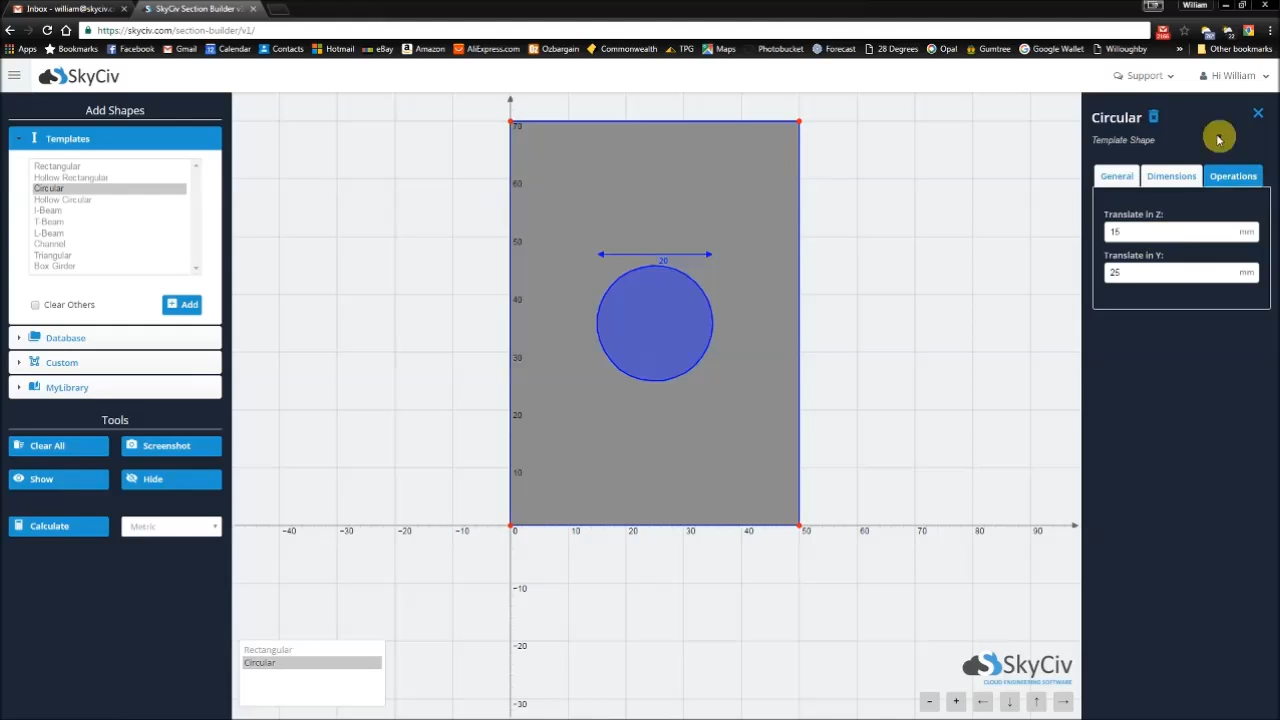 Inbox - william@skyciv.c
SkyCiv Section Builder v
William
https://skyciv.com/section-builder/v1/
Apps
Bookmarks
Facebook
Gmail
Calendar
Contacts
Hotmail
eBay
Amazon
AliExpress.com
Ozbargain
Commonwealth
TPG
Maps
Photobucket
Forecast
28 Degrees
Opal
Gumtree
Google Wallet
Willoughby
»
Other bookmarks
SkyCiv
Support
Hi William
Add Shapes
Templates
Rectangular
Hollow Rectangular
Circular
Hollow Circular
I-Beam
T-Beam
L-Beam
Channel
Triangular
Box Girder
Clear Others
Add
Database
Custom
MyLibrary
Tools
Clear All
Screenshot
Show
Hide
Calculate
Metric
70
60
50
40
30
20
10
20
−40
−30
−20
−10
0
10
20
30
40
50
60
70
80
90
−10
−20
−30
Rectangular
Circular
Circular
Template Shape
General
Dimensions
Operations
Translate in Z:
15
mm
Translate in Y:
25
mm
SkyCiv
CLOUD ENGINEERING SOFTWARE
- + ← ↓ ↑ →